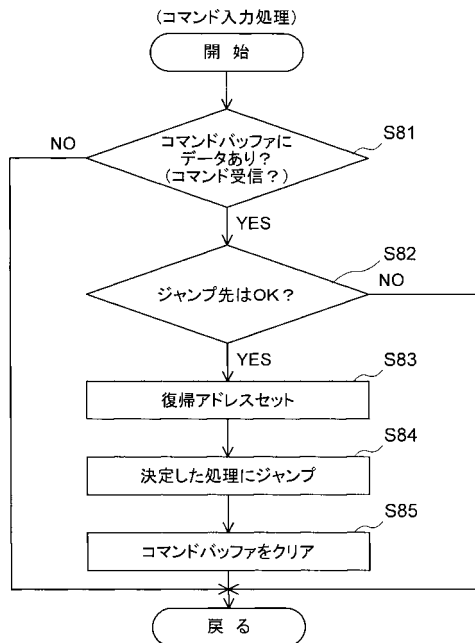 (コマンド入力処理)
開 始
NO
コマンドバッファに
データあり?
(コマンド受信?)
S81
YES
S82
ジャンプ先はOK?
NO
YES
S83
復帰アドレスセット
S84
決定した処理にジャンプ
S85
コマンドバッファをクリア
戻 る